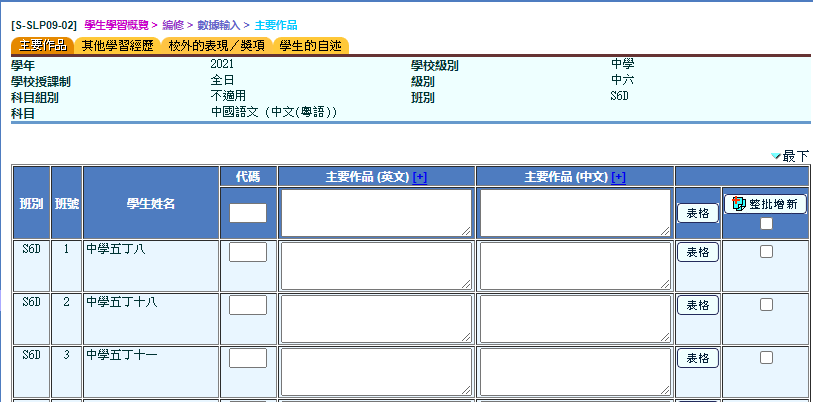 [S-SLP09-02] 學生學習慨覽 > 編修 > 數據輸入 > 主要作品
主要作品 其他學習經歷 校外的表現／獎項 學生的自述
學年 2021 學校級別 中學
學校授課制 全日 級別 中六
科目組別 不適用 班別 S6D
科目 中國語文 (中文(粵語))
最下
班別 班號 學生姓名 代碼 主要作品 (英文) [+] 主要作品 (中文) [+]
表格 整批增新
S6D 1 中學五丁八 表格
S6D 2 中學五丁十八 表格
S6D 3 中學五丁十一 表格